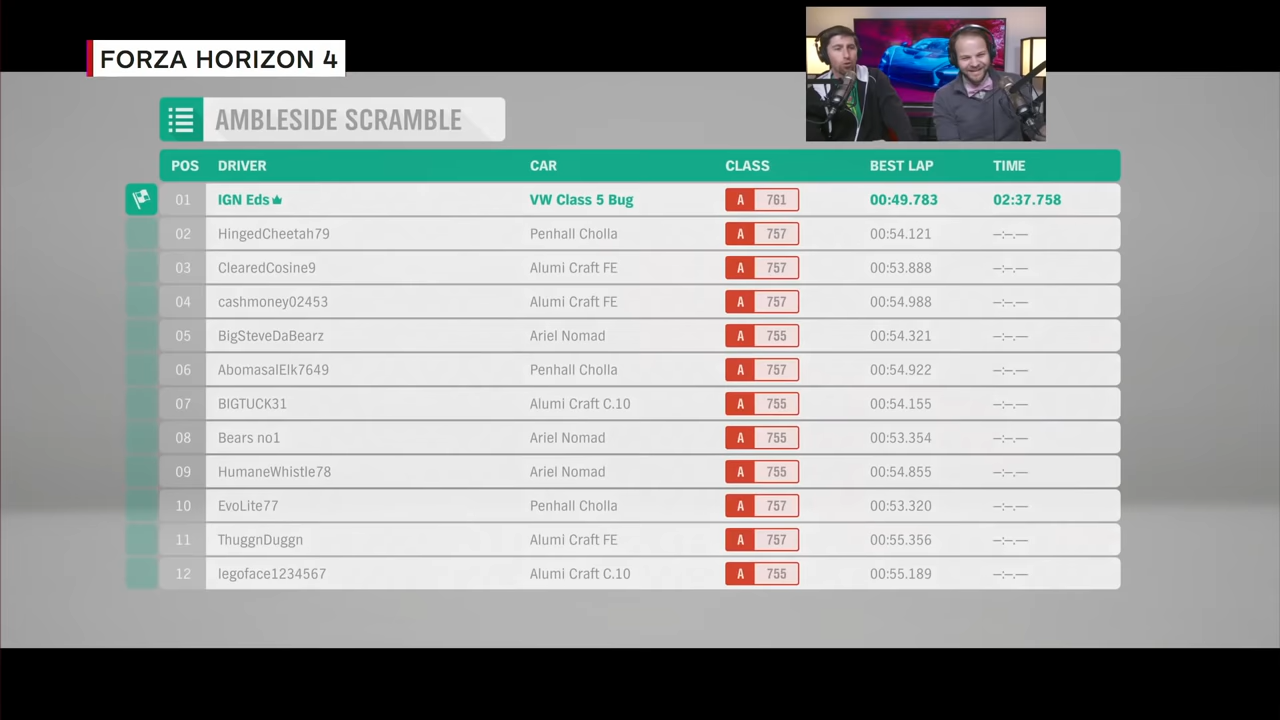 FORZA HORIZON 4
AMBLESIDE SCRAMBLE
POS DRIVER CAR CLASS BEST LAP TIME
01 IGN Eds VW Class 5 Bug A 761 00:49.783 02:37.758
02 HingedCheetah79 Penhall Cholla A 757 00:54.121 --:--.---
03 ClearedCosine9 Alumi Craft FE A 757 00:53.888 --:--.---
04 cashmoney02453 Alumi Craft FE A 757 00:54.988 --:--.---
05 BigSteveDaBearz Ariel Nomad A 755 00:54.321 --:--.---
06 AbomasalElk7649 Penhall Cholla A 757 00:54.922 --:--.---
07 BIGTUCK31 Alumi Craft C.10 A 755 00:54.155 --:--.---
08 Bears no1 Ariel Nomad A 755 00:53.354 --:--.---
09 HumaneWhistle78 Ariel Nomad A 755 00:54.855 --:--.---
10 EvoLite77 Penhall Cholla A 757 00:53.320 --:--.---
11 ThuggnDuggn Alumi Craft FE A 757 00:55.356 --:--.---
12 legoface1234567 Alumi Craft C.10 A 755 00:55.189 --:--.---